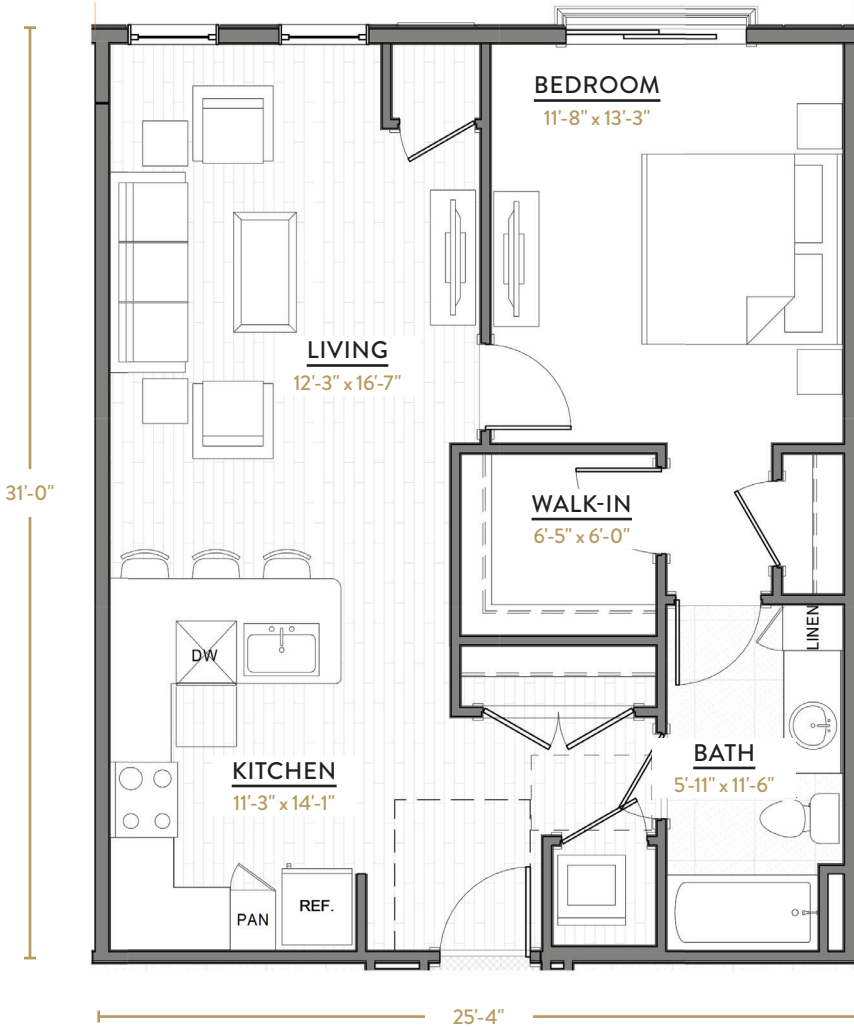 BEDROOM
11'-8" x 13'-3"
LIVING
12'-3" x 16'-7"
31'-0"
WALK-IN
6'-5" x 6'-0"
LINEN
DW
BATH
5'-11" x 11'-6"
KITCHEN
11'-3" x 14'-1"
PAN
REF.
25'-4"